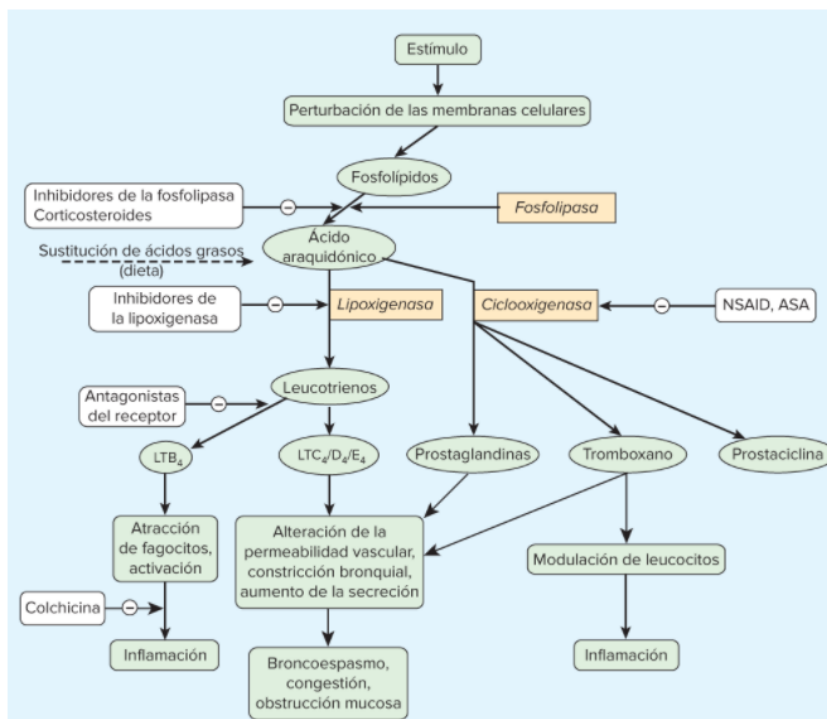 Estímulo
Perturbación de las membranas celulares
Fosfolípidos
Inhibidores de la fosfolipasa
Corticosteroides
Fosfolipasa
Ácido
araquidónico
Sustitución de ácidos grasos
(dieta)
Inhibidores de
la lipoxigenasa
Lipoxigenasa
Ciclooxigenasa
NSAID, ASA
Leucotrienos
Antagonistas
del receptor
LTB₄
LTC₄/D₄/E₄
Prostaglandinas
Tromboxano
Prostaciclina
Atracción
de fagocitos,
activación
Alteración de la
permeabilidad vascular,
constricción bronquial,
aumento de la secreción
Modulación de leucocitos
Colchicina
Inflamación
Broncoespasmo,
congestión,
obstrucción mucosa
Inflamación